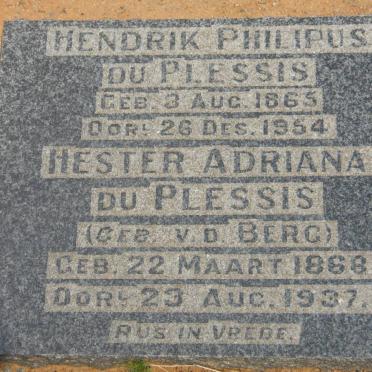 HENDRIK PHILIPUS
DU PLESSIS
GEB. 3 AUG. 1865
OORL 26 DES. 1954.
HESTER ADRIANA
DU PLESSIS
(GEB. V.D. BERG)
GEB. 22 MAART 1868.
OORL 23 AUG. 1937.
RUS IN VREDE.